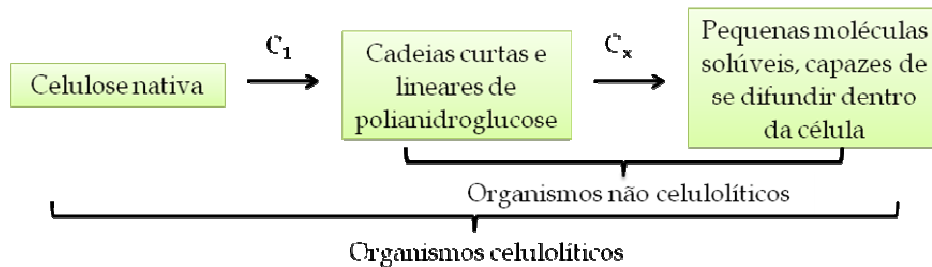 Celulose nativa
C₁
Cadeias curtas e
lineares de
polianidroglucose
Cₓ
Pequenas moléculas
solúveis, capazes de
se difundir dentro
da célula
Organismos não celulolíticos
Organismos celulolíticos